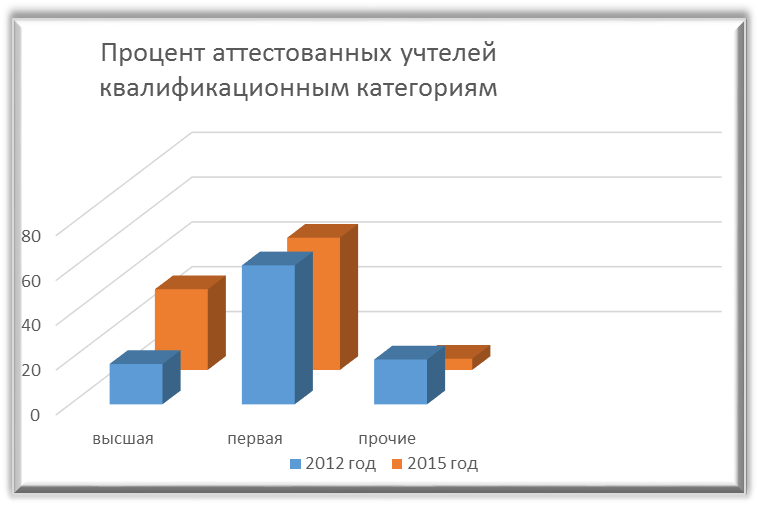 Процент аттестованных учтелей
квалификационным категориям
80
60
40
20
0
высшая первая прочие
2012 год 2015 год